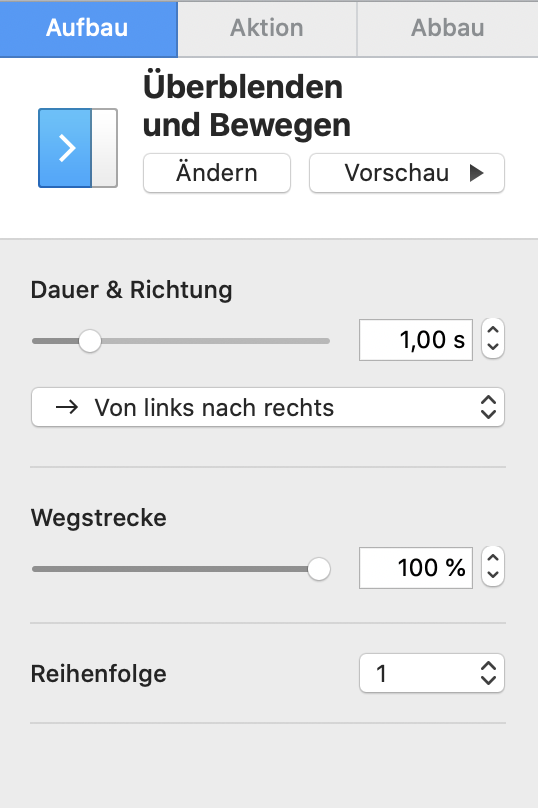 Aufbau Aktion Abbau
Überblenden
und Bewegen
Ändern Vorschau
Dauer & Richtung
1,00 s
Von links nach rechts
Wegstrecke
100 %
Reihenfolge 1